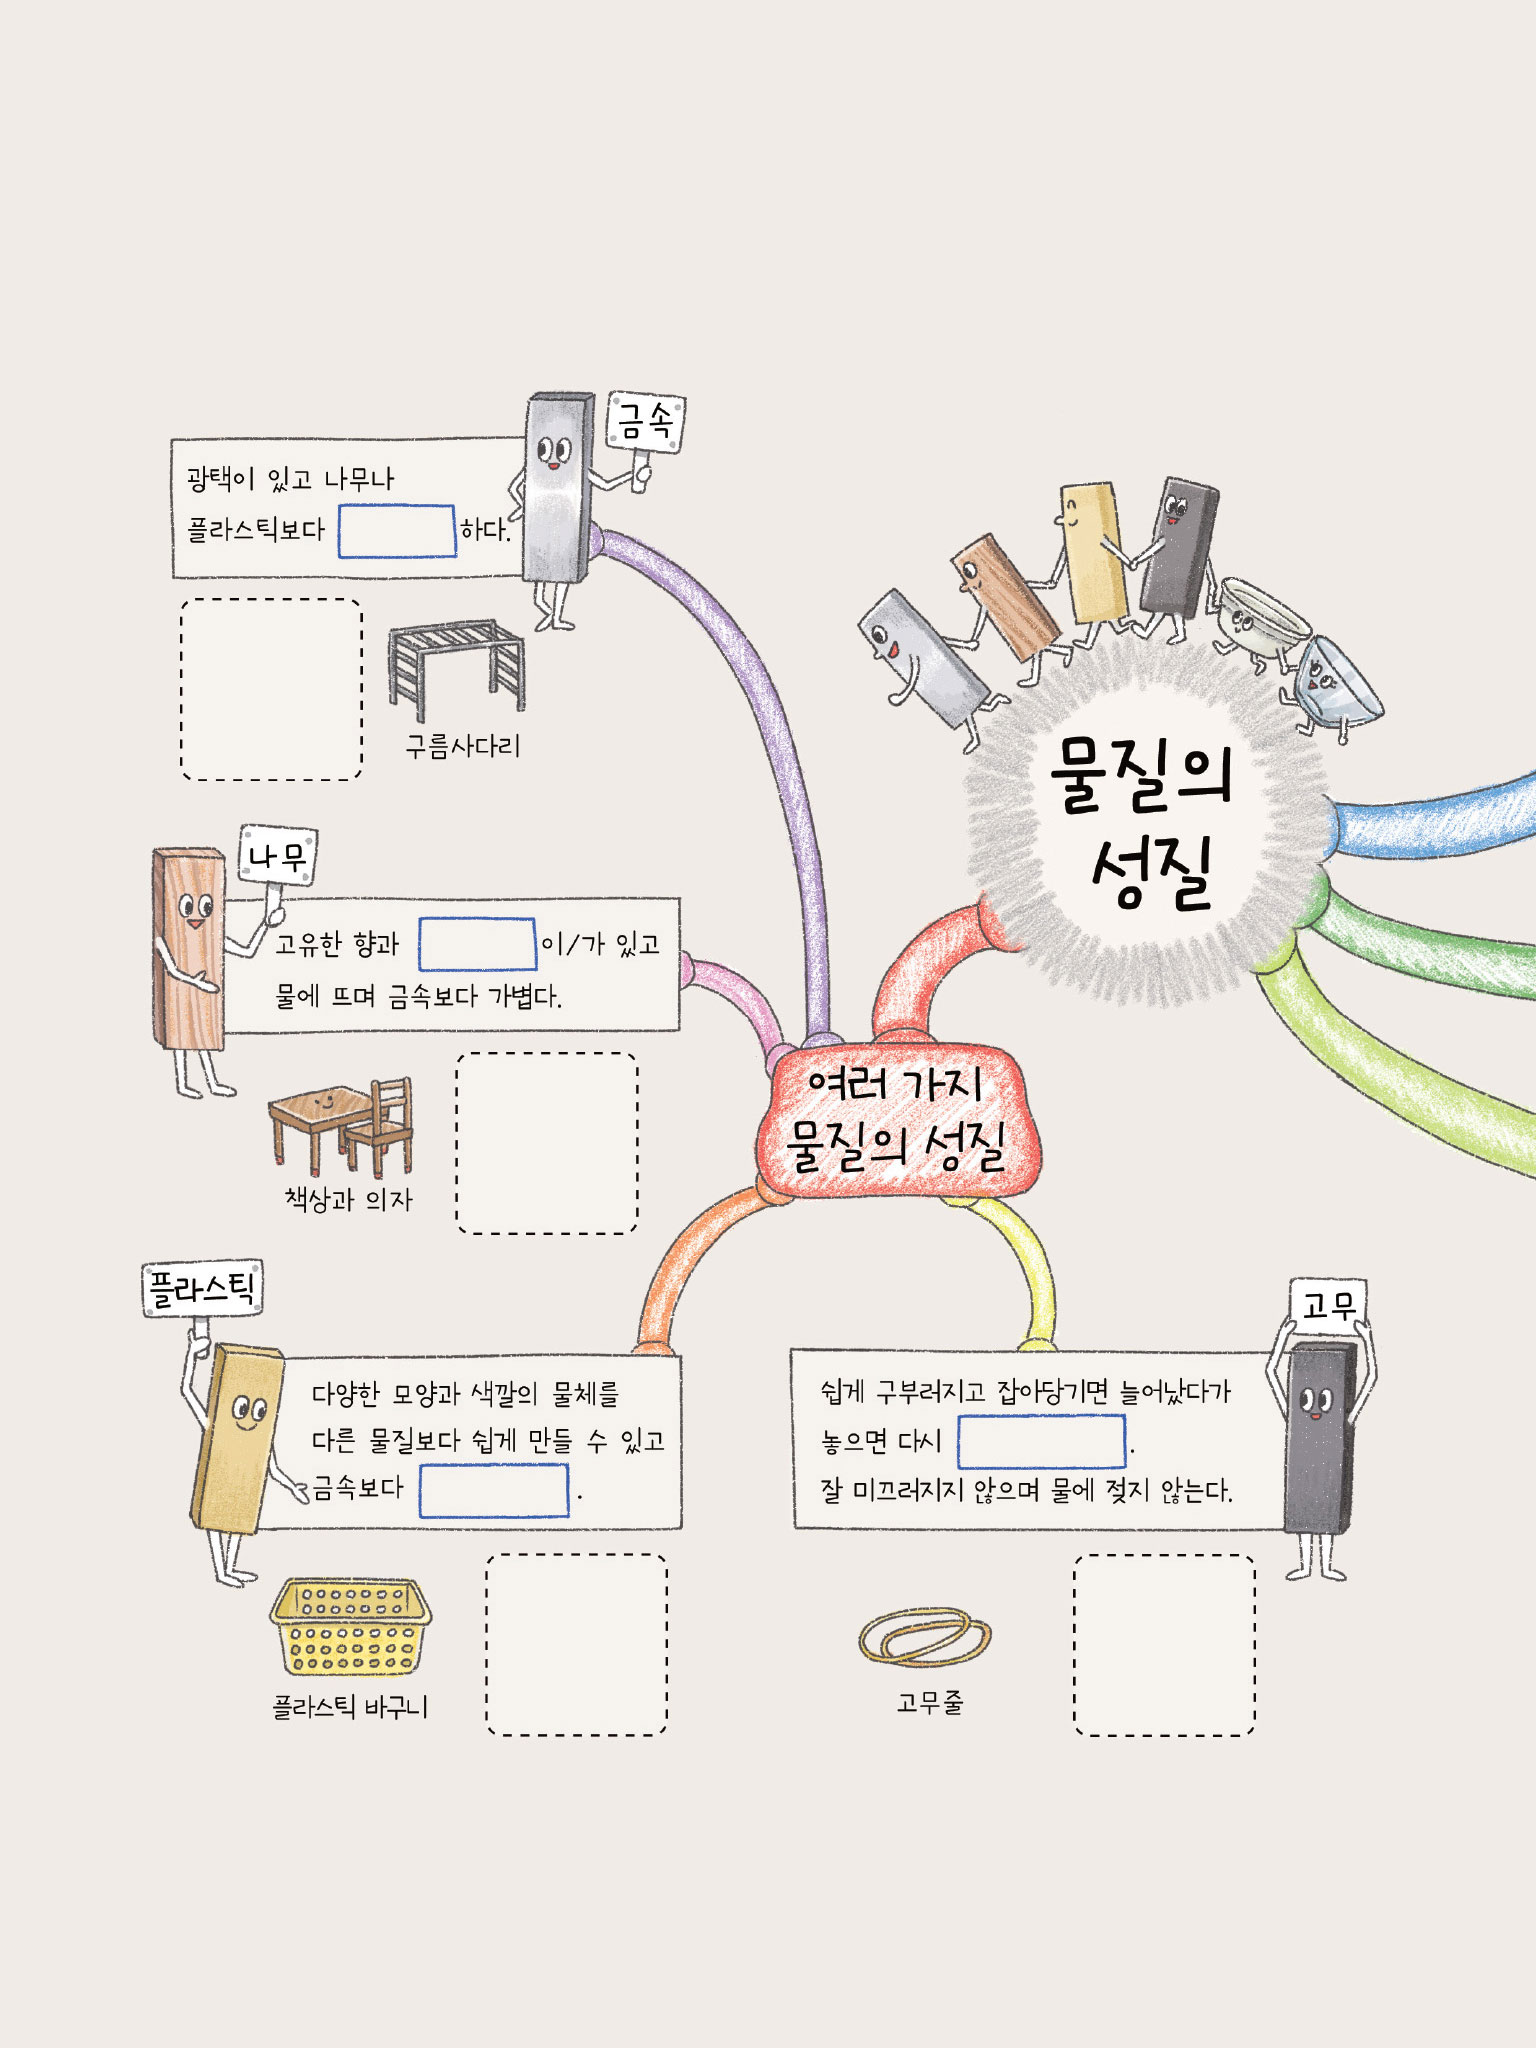 금속
광택이 있고 나무나
플라스틱보다 하다.
구름사다리
물질의
성질
나무
고유한 향과 이/가 있고
물에 뜨며 금속보다 가볍다.
책상과 의자
여러 가지
물질의 성질
플라스틱
다양한 모양과 색깔의 물체를
다른 물질보다 쉽게 만들 수 있고
금속보다 .
플라스틱 바구니
고무
쉽게 구부러지고 잡아당기면 늘어났다가
놓으면 다시 .
잘 미끄러지지 않으며 물에 젖지 않는다.
고무줄